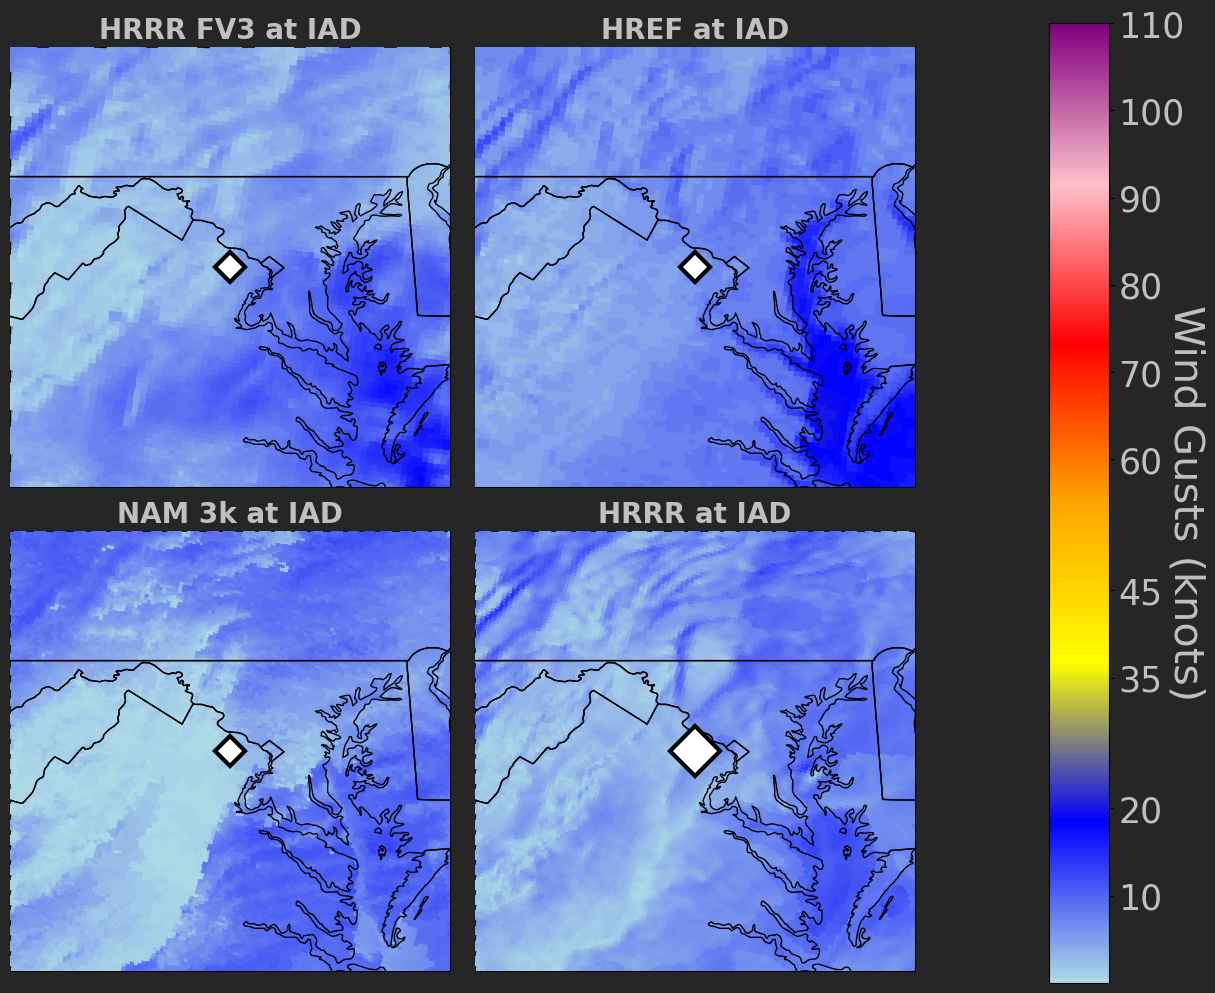 HRRR FV3 at IAD
HREF at IAD
NAM 3k at IAD
HRRR at IAD
110
100
90
80
70
60
45
35
20
10
Wind Gusts (knots)